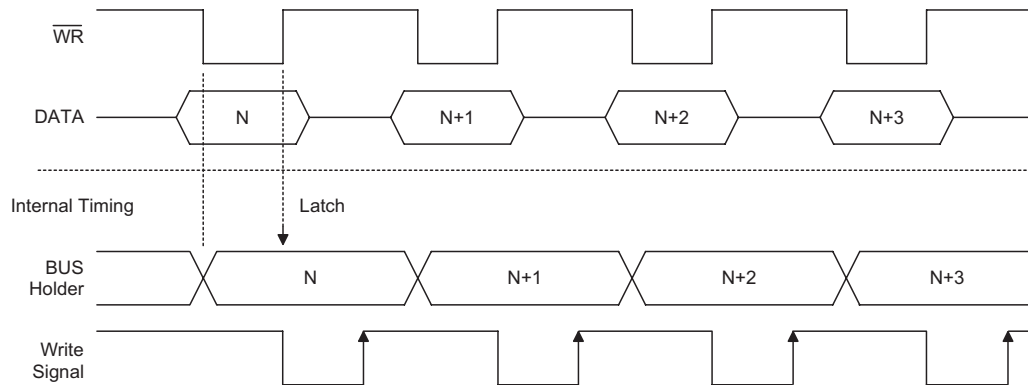 WR
DATA
N
N+1
N+2
N+3
Internal Timing
Latch
BUS
Holder
N
N+1
N+2
N+3
Write
Signal